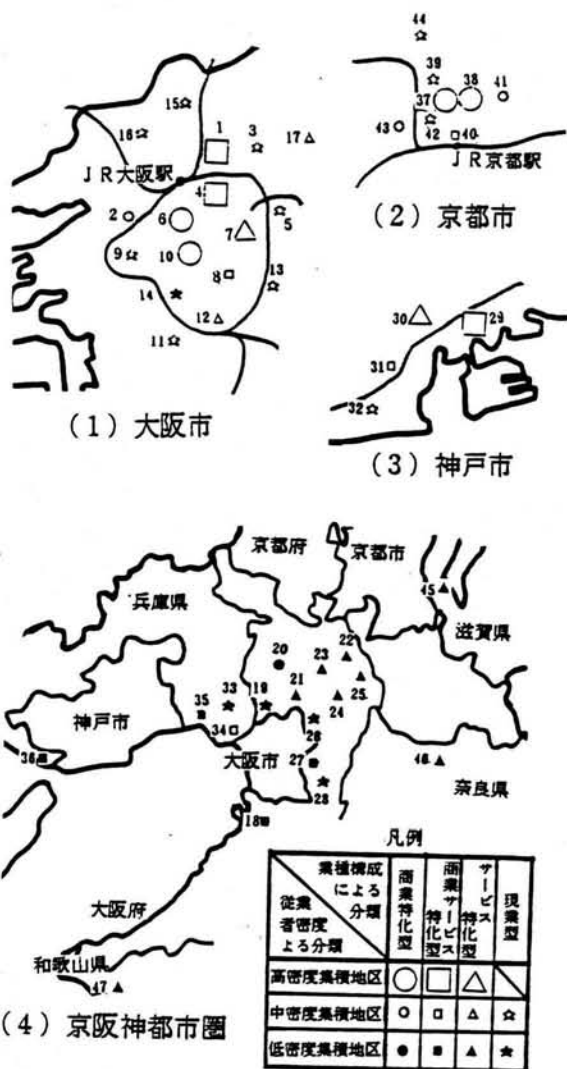 44
39
38
41
15
37
16
1
3
17
43
42
40
JR大阪駅
4
JR京都駅
2
6
5
7
(2) 京都市
9
10
8
13
14
12
30
29
11
31
(1) 大阪市
32
(3) 神戸市
京都府
京都市
兵庫県
45
滋賀県
20
22
23
35
33
19
21
25
神戸市
24
34
26
36
大阪市
27
46
28
奈良県
18
凡例
大阪府
業種構成
による
分類
従業
者密度
よる分類
商業特化型
商業サービス
特化型
サービス
特化型
現業型
高密度集積地区
和歌山県
中密度集積地区
47
(4) 京阪神都市圏
低密度集積地区